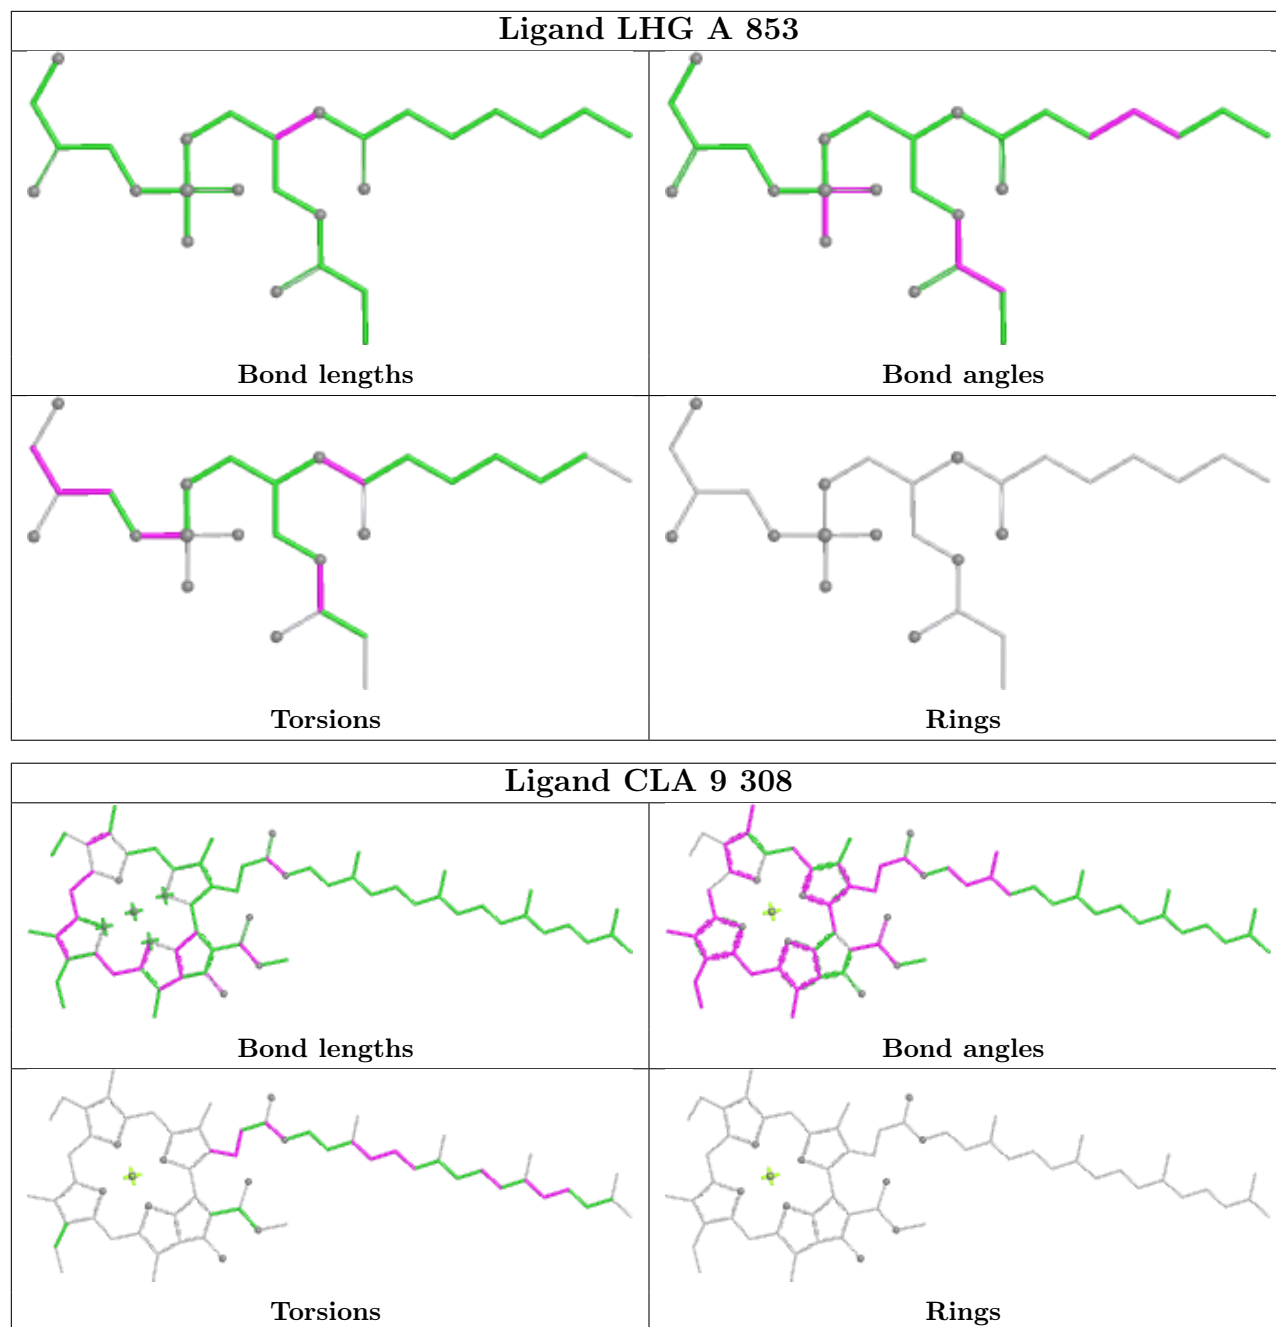 Ligand LHG A 853
Bond lengths
Bond angles
Torsions
Rings
Ligand CLA 9 308
Bond lengths
Bond angles
Torsions
Rings